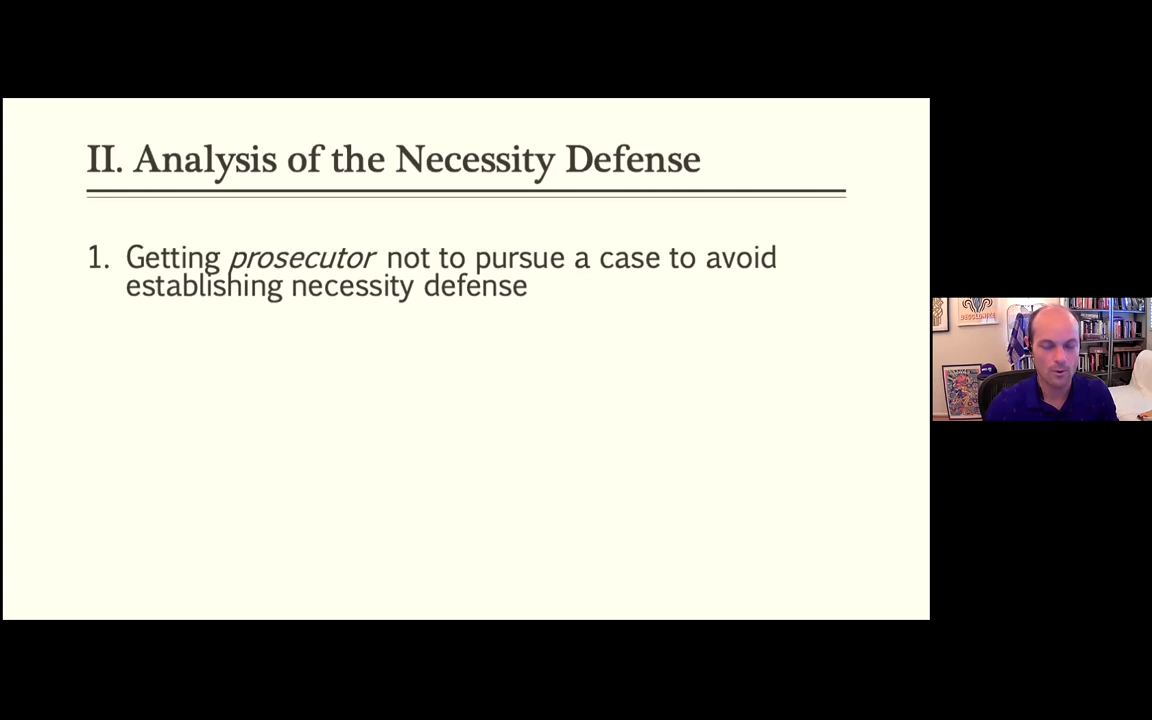 II. Analysis of the Necessity Defense
1. Getting prosecutor not to pursue a case to avoid
establishing necessity defense